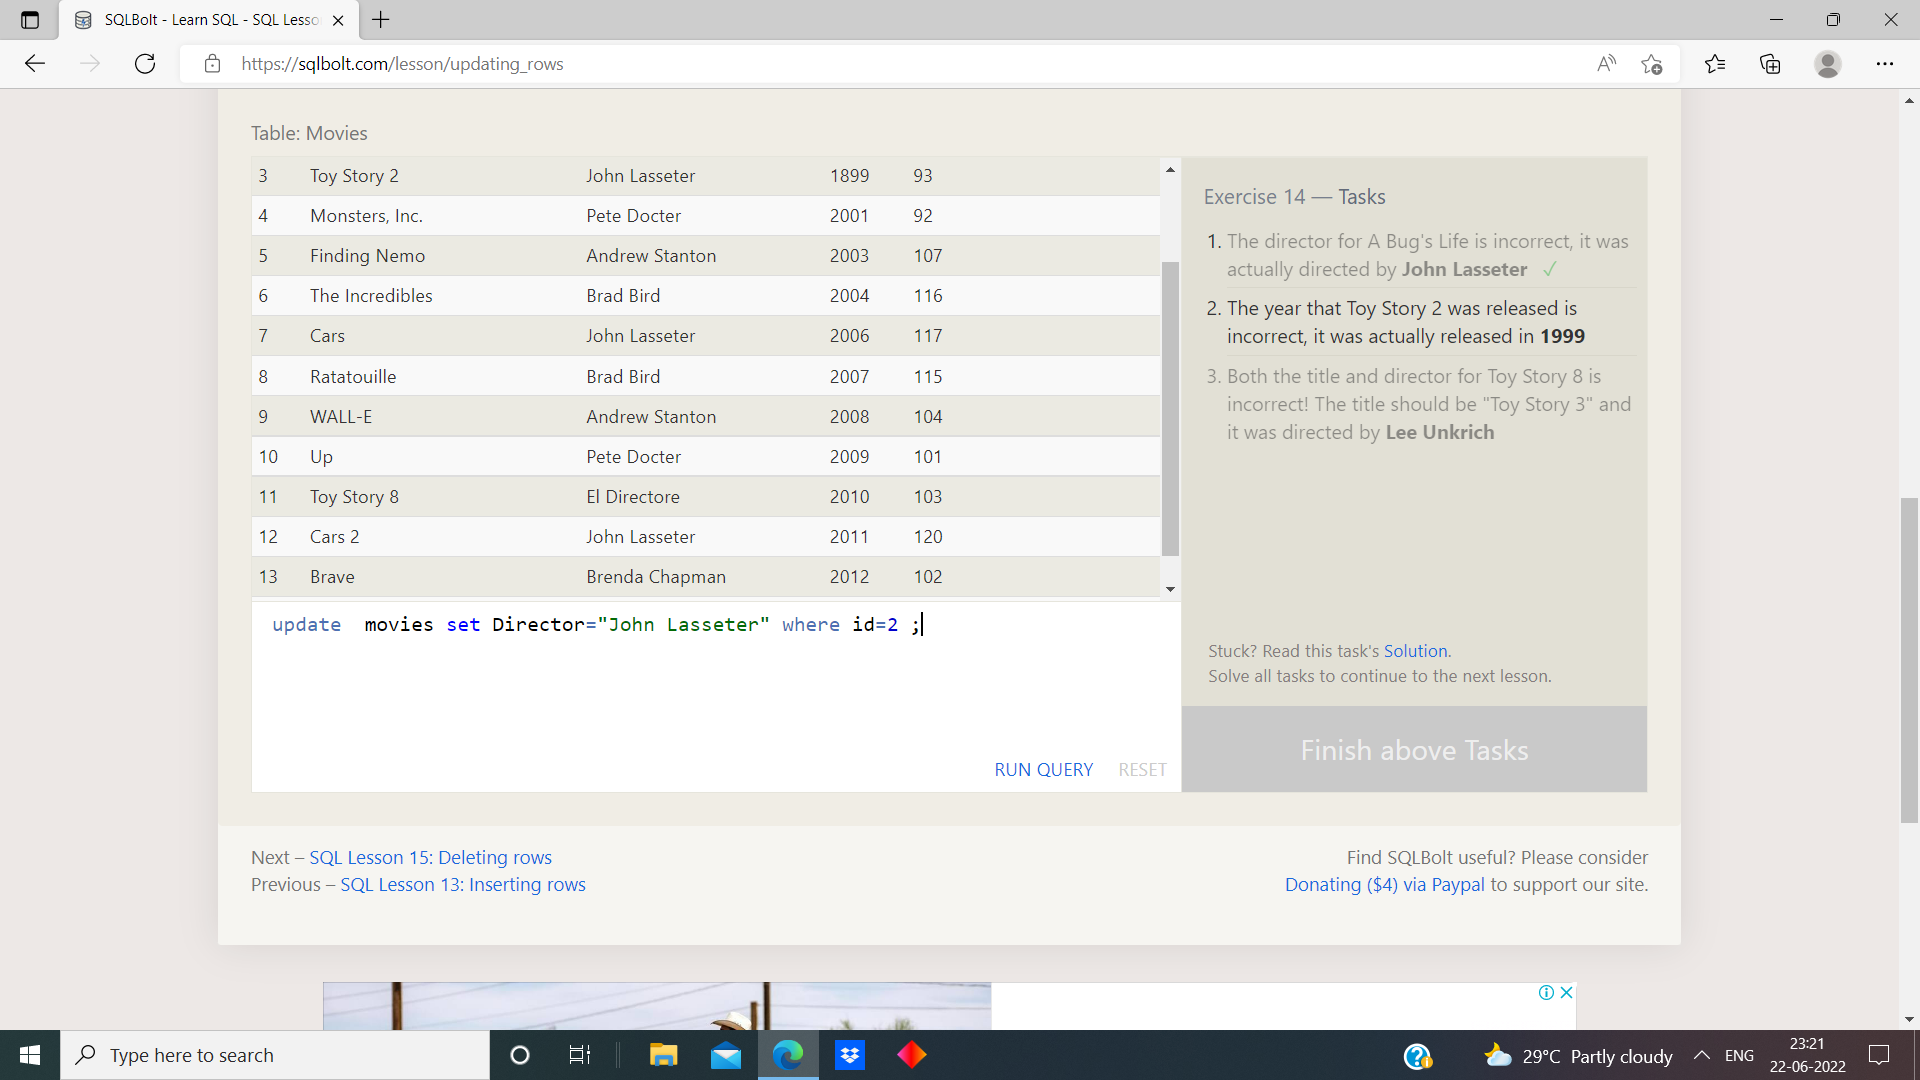 SQLBolt - Learn SQL - SQL Lesso
https://sqlbolt.com/lesson/updating_rows
Table: Movies
3 Toy Story 2 John Lasseter 1899 93
4 Monsters, Inc. Pete Docter 2001 92
5 Finding Nemo Andrew Stanton 2003 107
6 The Incredibles Brad Bird 2004 116
7 Cars John Lasseter 2006 117
8 Ratatouille Brad Bird 2007 115
9 WALL-E Andrew Stanton 2008 104
10 Up Pete Docter 2009 101
11 Toy Story 8 El Directore 2010 103
12 Cars 2 John Lasseter 2011 120
13 Brave Brenda Chapman 2012 102
update  movies set Director="John Lasseter" where id=2 ;
RUN QUERY RESET
Exercise 14 — Tasks
1. The director for A Bug's Life is incorrect, it was
actually directed by John Lasseter ✓
2. The year that Toy Story 2 was released is
incorrect, it was actually released in 1999
3. Both the title and director for Toy Story 8 is
incorrect! The title should be "Toy Story 3" and
it was directed by Lee Unkrich
Stuck? Read this task's Solution.
Solve all tasks to continue to the next lesson.
Finish above Tasks
Next – SQL Lesson 15: Deleting rows
Previous – SQL Lesson 13: Inserting rows
Find SQLBolt useful? Please consider
Donating ($4) via Paypal to support our site.
Type here to search
29°C Partly cloudy
ENG
23:21
22-06-2022